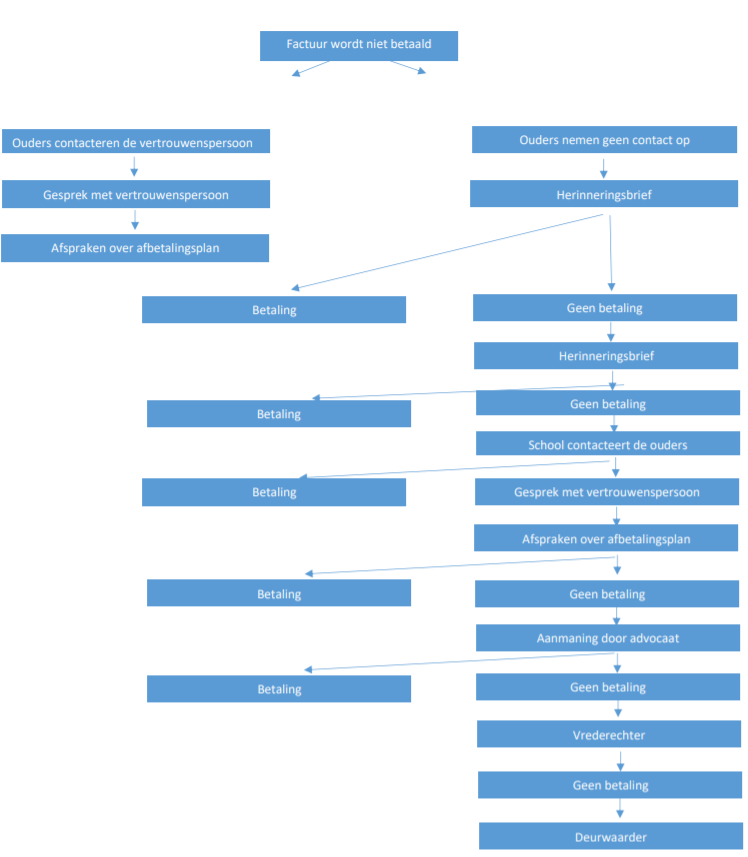 Factuur wordt niet betaald
Ouders contacteren de vertrouwenspersoon
Ouders nemen geen contact op
Gesprek met vertrouwenspersoon
Herinneringsbrief
Afspraken over afbetalingsplan
Betaling
Geen betaling
Herinneringsbrief
Betaling
Geen betaling
School contacteert de ouders
Betaling
Gesprek met vertrouwenspersoon
Afspraken over afbetalingsplan
Betaling
Geen betaling
Aanmaning door advocaat
Betaling
Geen betaling
Vrederechter
Geen betaling
Deurwaarder